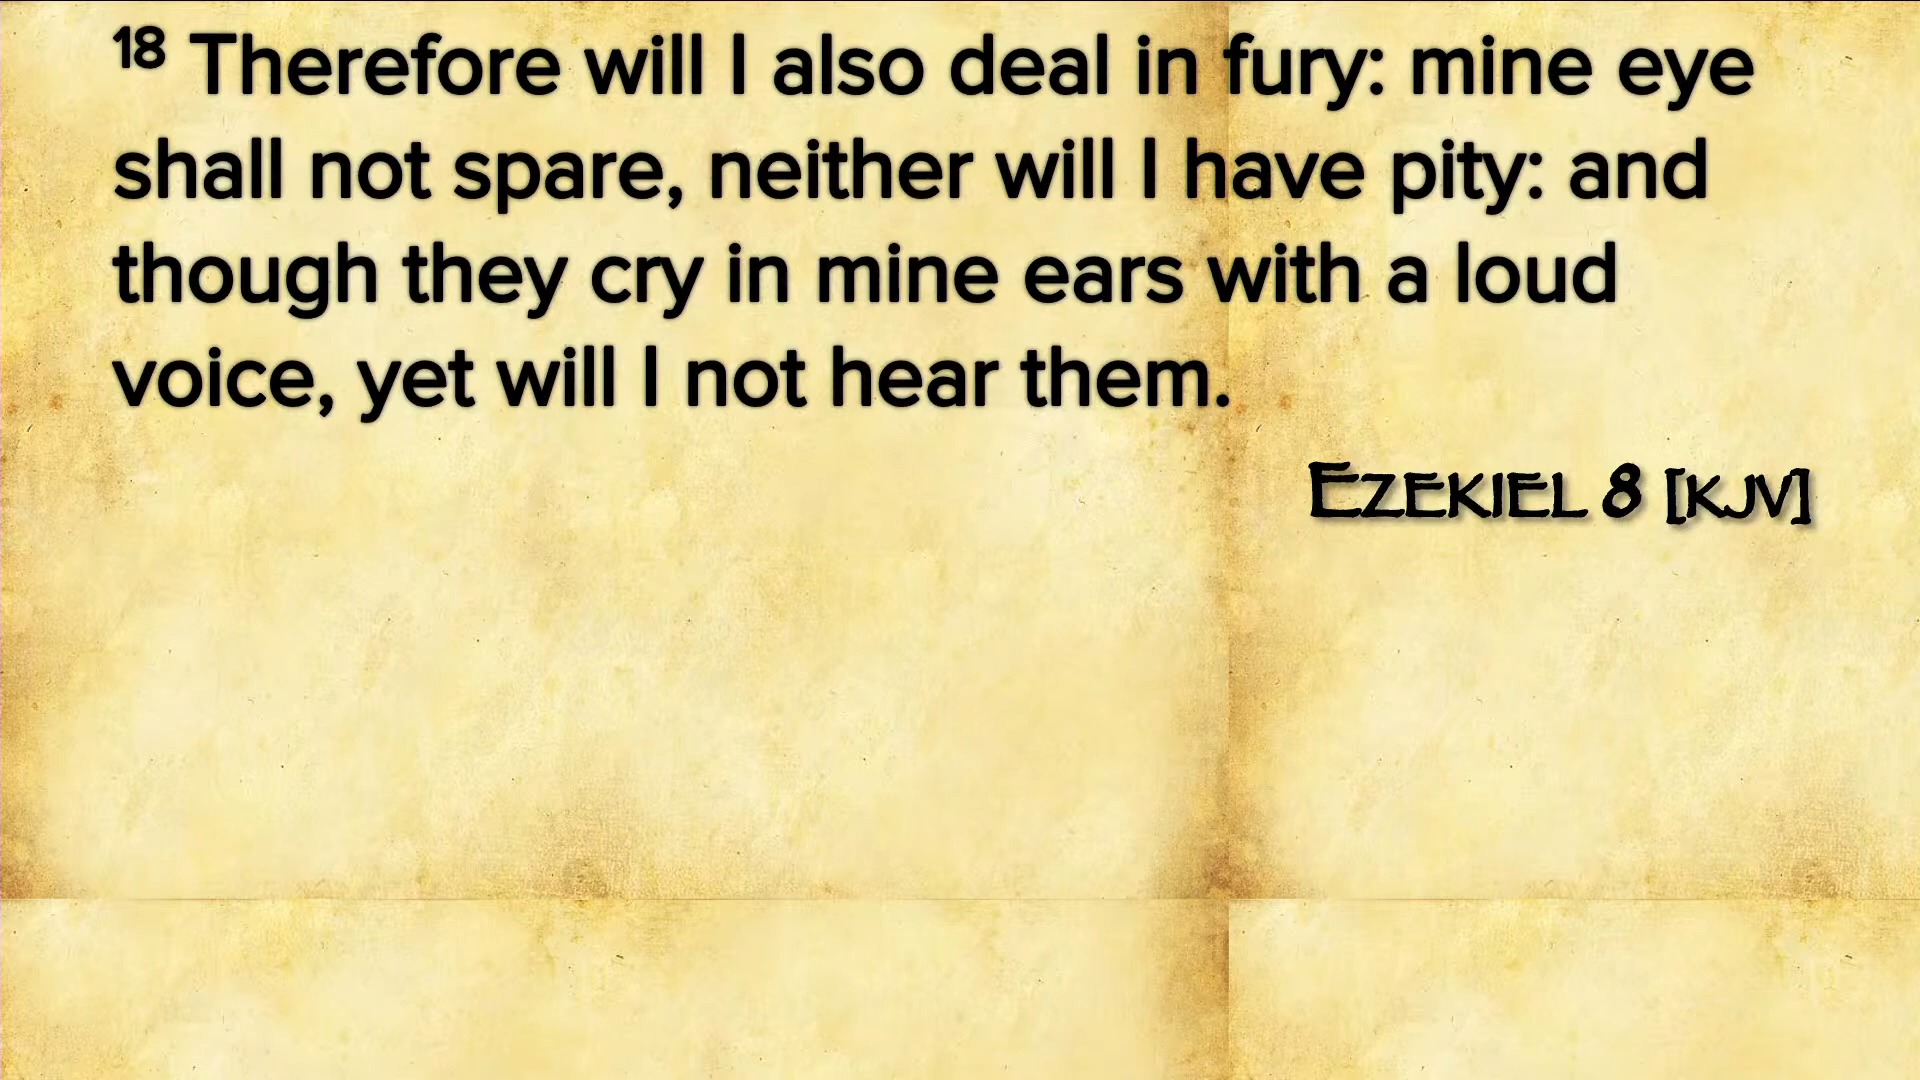 18 Therefore will I also deal in fury: mine eye
shall not spare, neither will I have pity: and
though they cry in mine ears with a loud
voice, yet will I not hear them.
Ezekiel 8 [KJV]